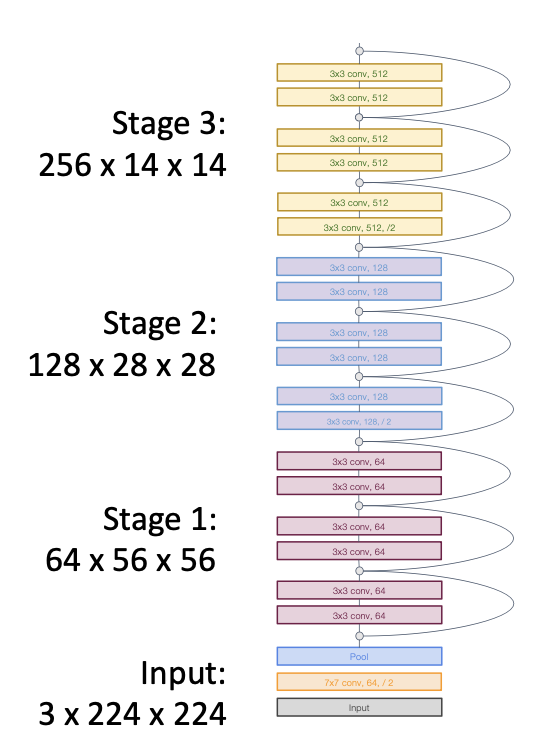 3x3 conv, 512
3x3 conv, 512
Stage 3:
256 x 14 x 14
3x3 conv, 512
3x3 conv, 512
3x3 conv, 512
3x3 conv, 512, /2
3x3 conv, 128
3x3 conv, 128
Stage 2:
128 x 28 x 28
3x3 conv, 128
3x3 conv, 128
3x3 conv, 128
3x3 conv, 128, / 2
3x3 conv, 64
3x3 conv, 64
Stage 1:
64 x 56 x 56
3x3 conv, 64
3x3 conv, 64
3x3 conv, 64
3x3 conv, 64
Input:
3 x 224 x 224
Pool
7x7 conv, 64, / 2
Input